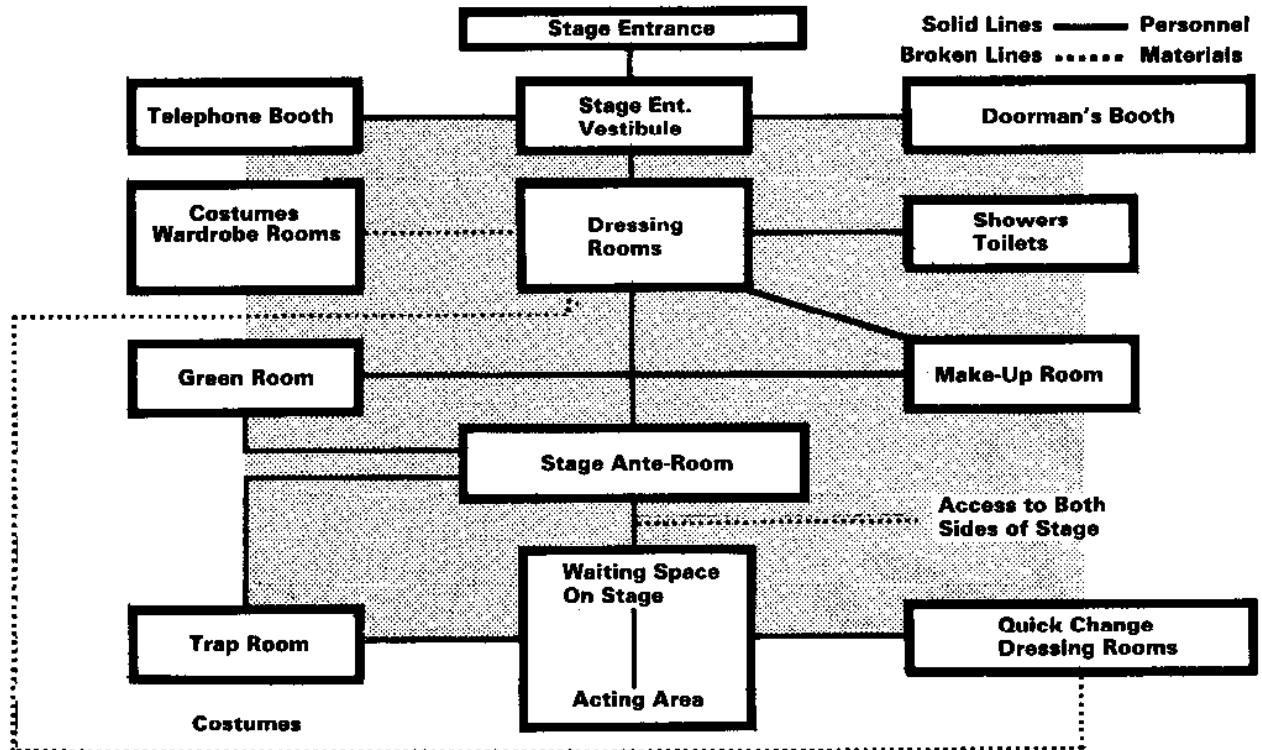 Stage Entrance
Solid Lines Personnel
Broken Lines Materials
Telephone Booth
Stage Ent.
Vestibule
Doorman's Booth
Costumes
Wardrobe Rooms
Dressing
Rooms
Showers
Toilets
Green Room
Make-Up Room
Stage Ante-Room
Access to Both
Sides of Stage
Waiting Space
On Stage
Acting Area
Trap Room
Quick Change
Dressing Rooms
Costumes